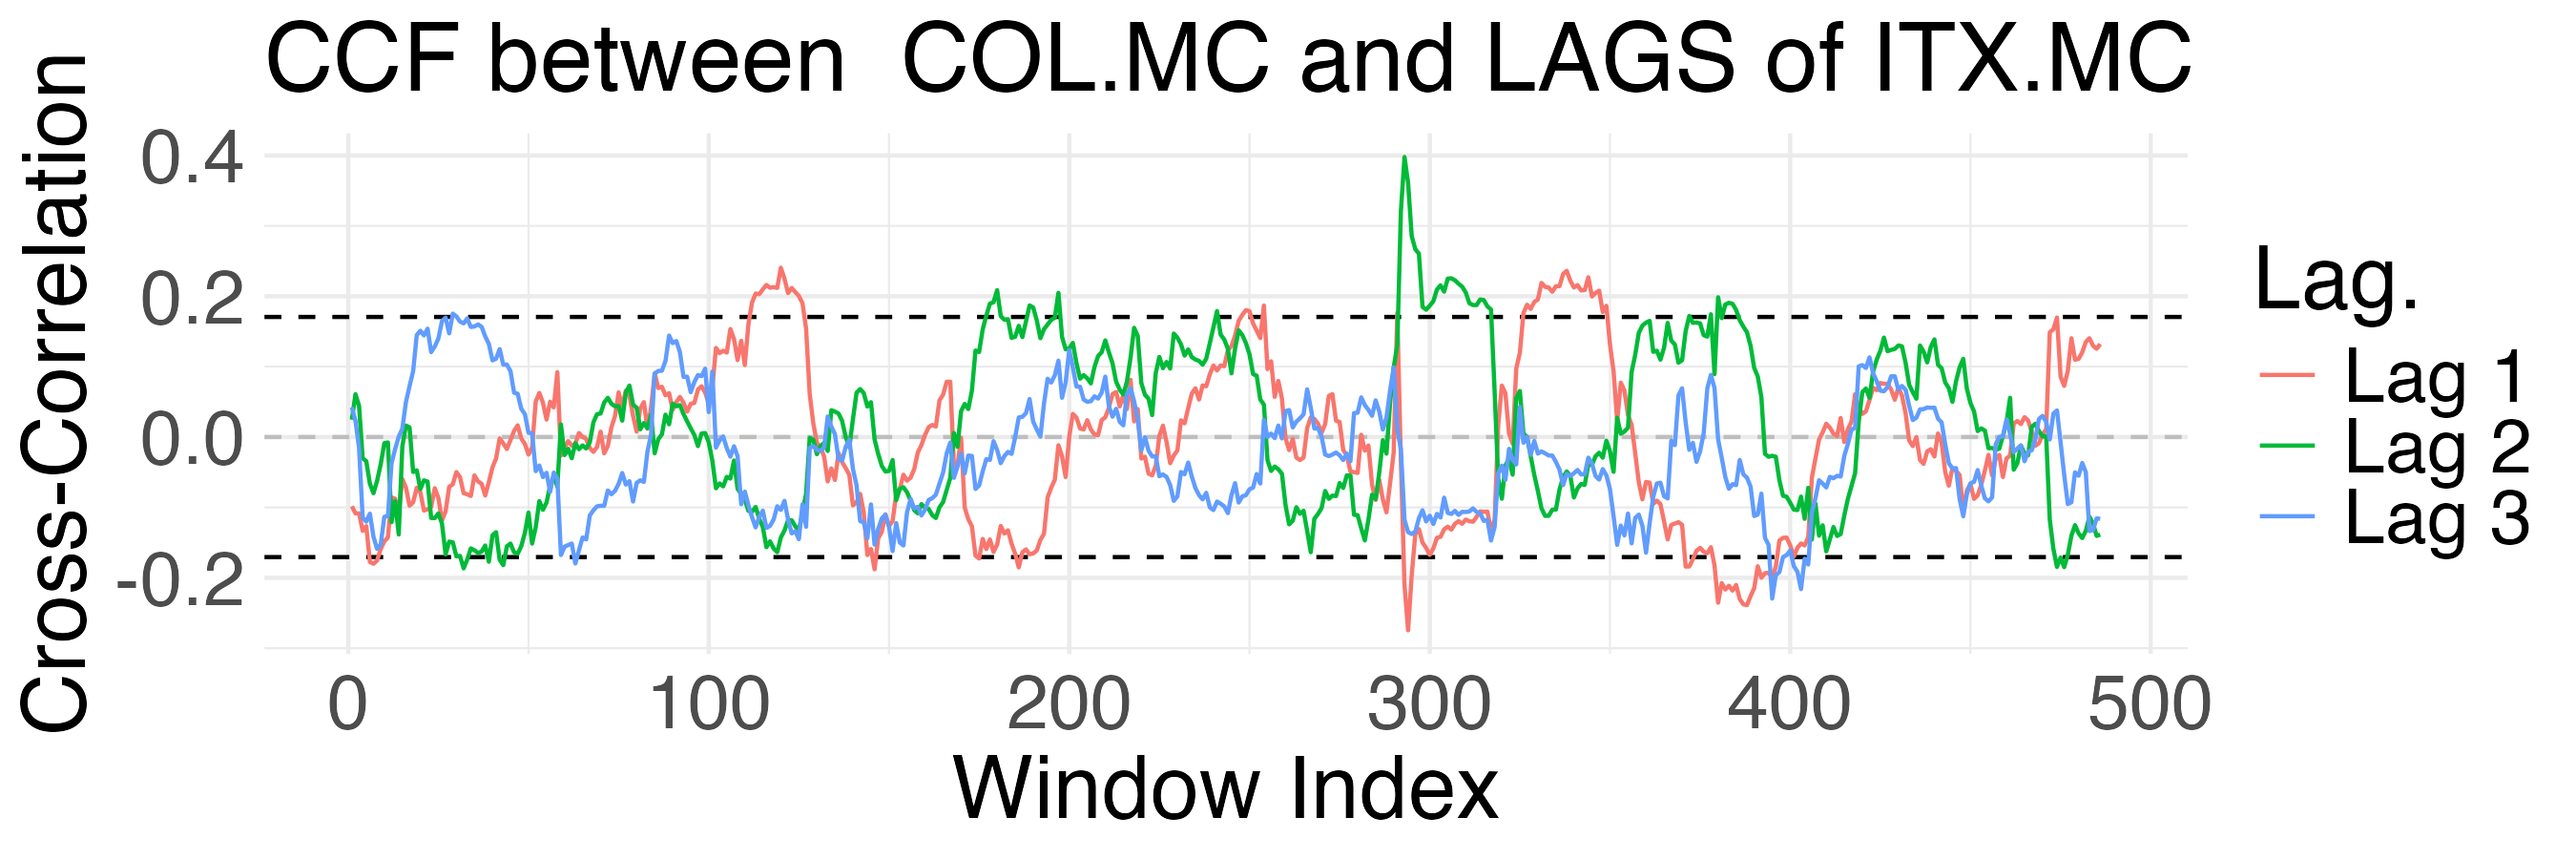 CCF between  COL.MC and LAGS of ITX.MC
Cross-Correlation
0.4
0.2
0.0
-0.2
0
100
200
300
400
500
Window Index
Lag.
Lag 1
Lag 2
Lag 3